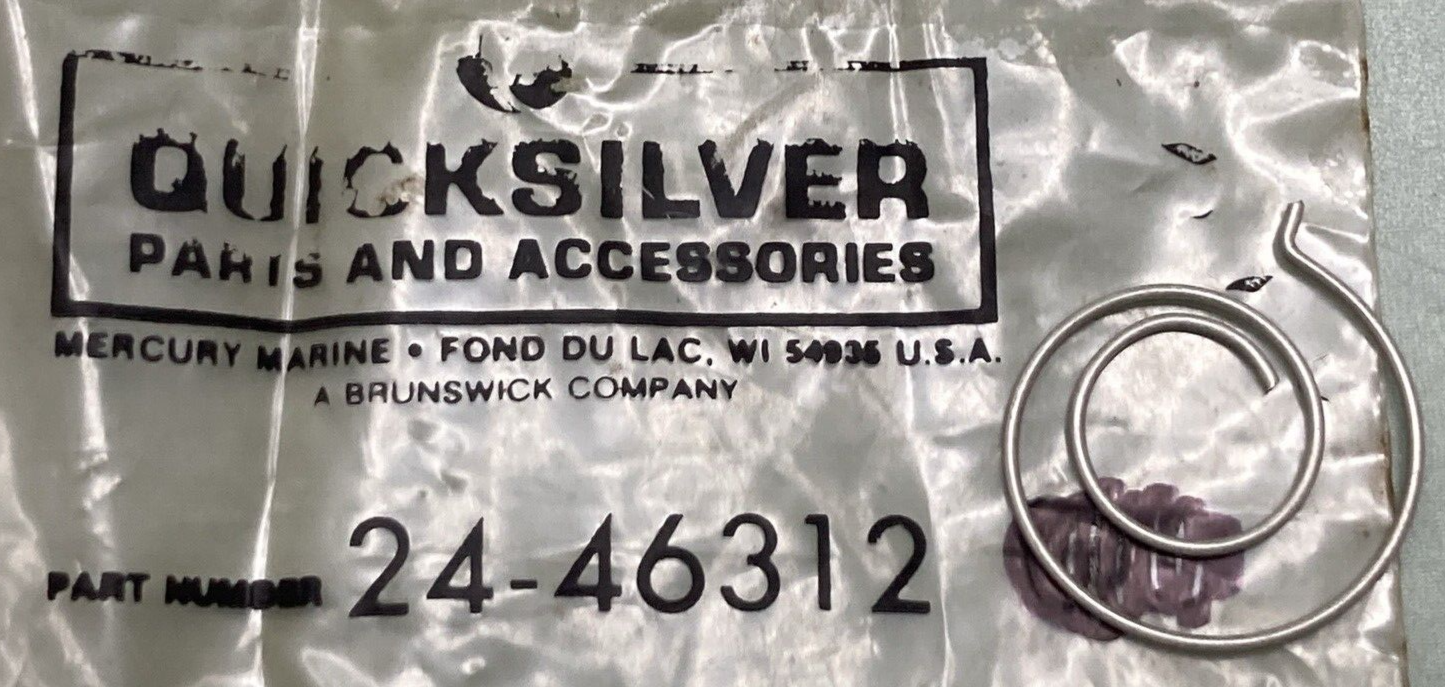 QUICKSILVER
PARTS AND ACCESSORIES
MERCURY MARINE • FOND DU LAC, WI 54935 U.S.A.
A BRUNSWICK COMPANY
PART NUMBER 24-46312